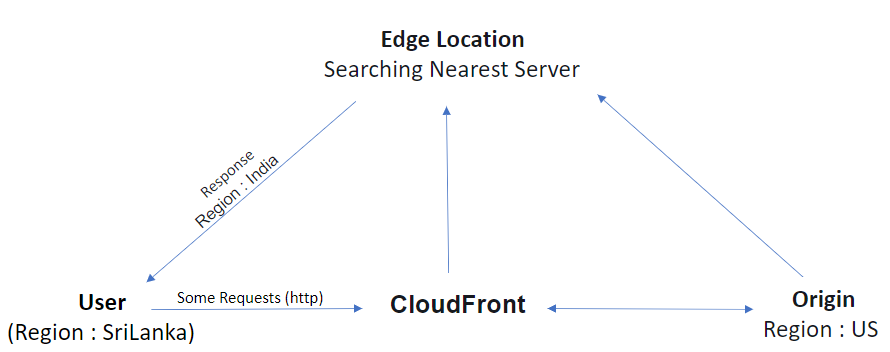 Edge Location
Searching Nearest Server
Response
Region : India
User
(Region : SriLanka)
Some Requests (http)
CloudFront
Origin
Region : US